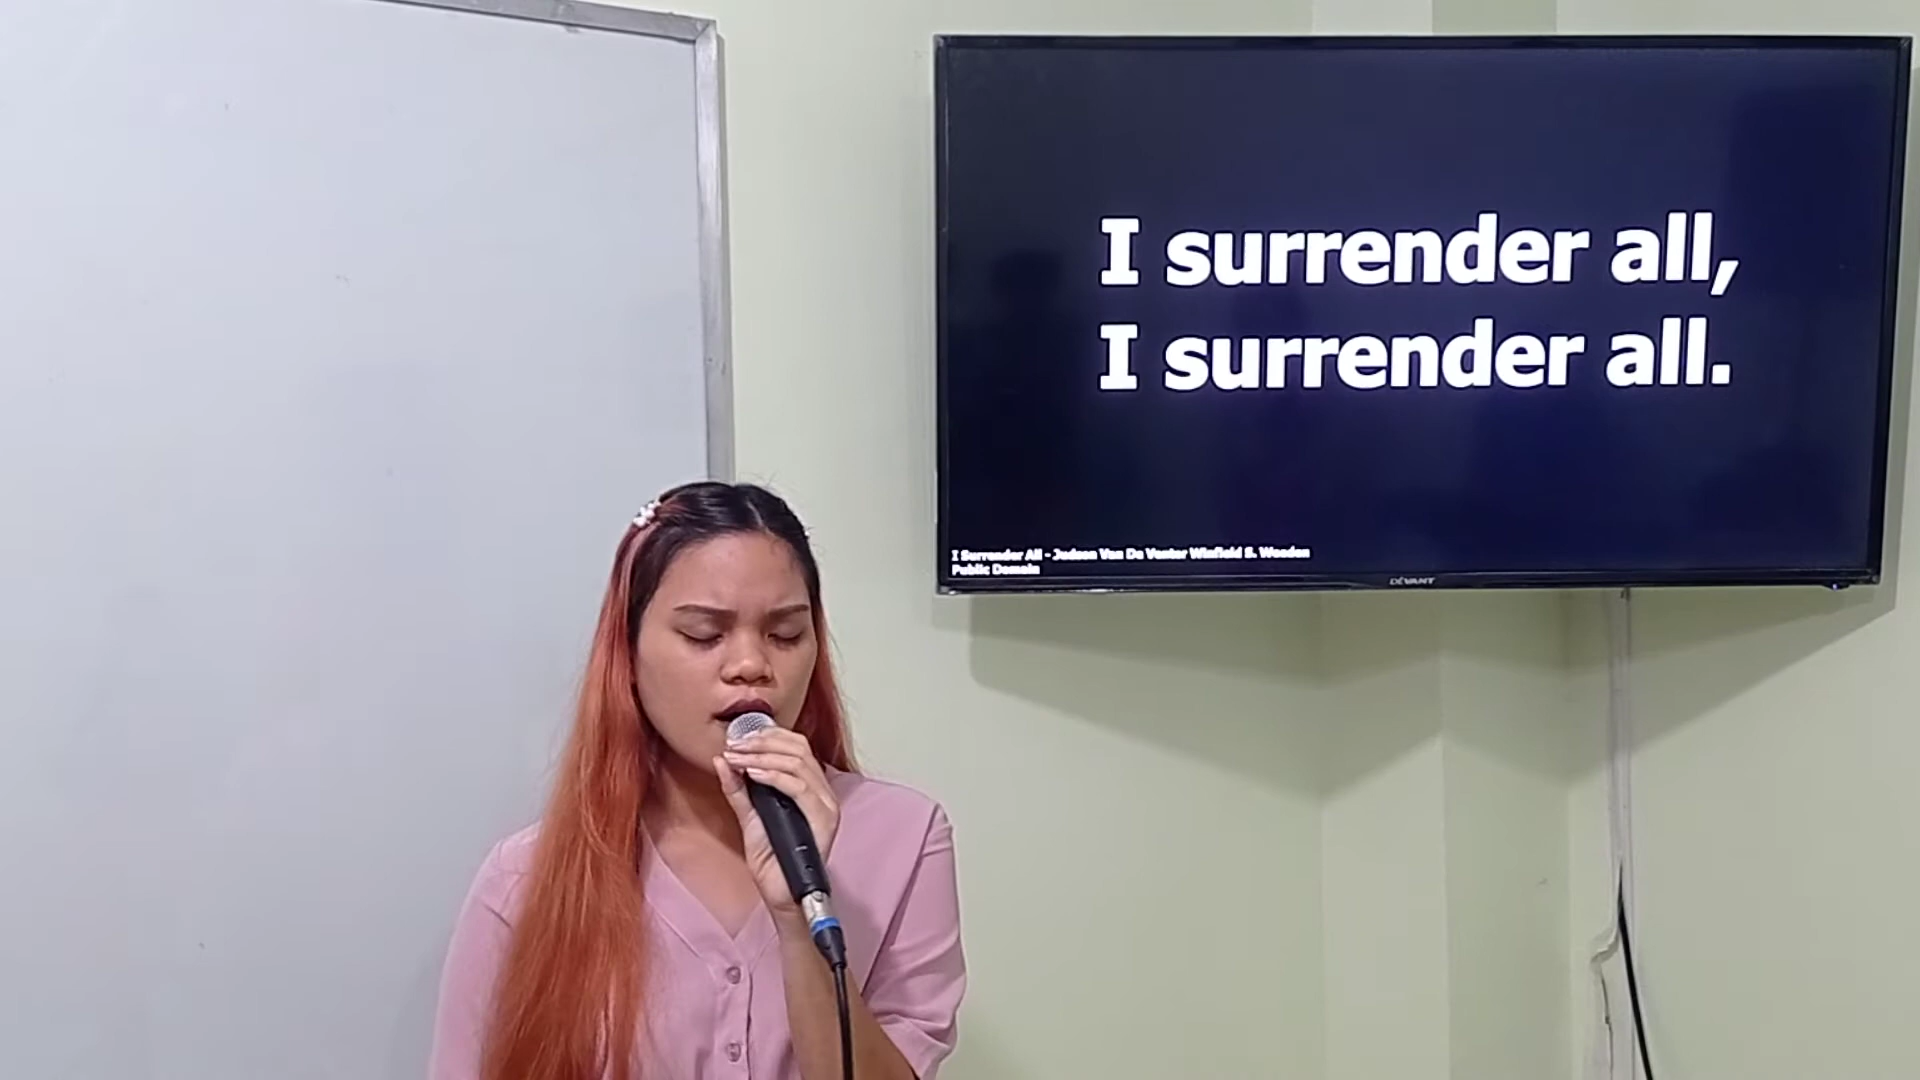 I surrender all,
I surrender all.
I Surrender All - Judson Van De Venter Winfield S. Weeden
Public Domain
DEVANT